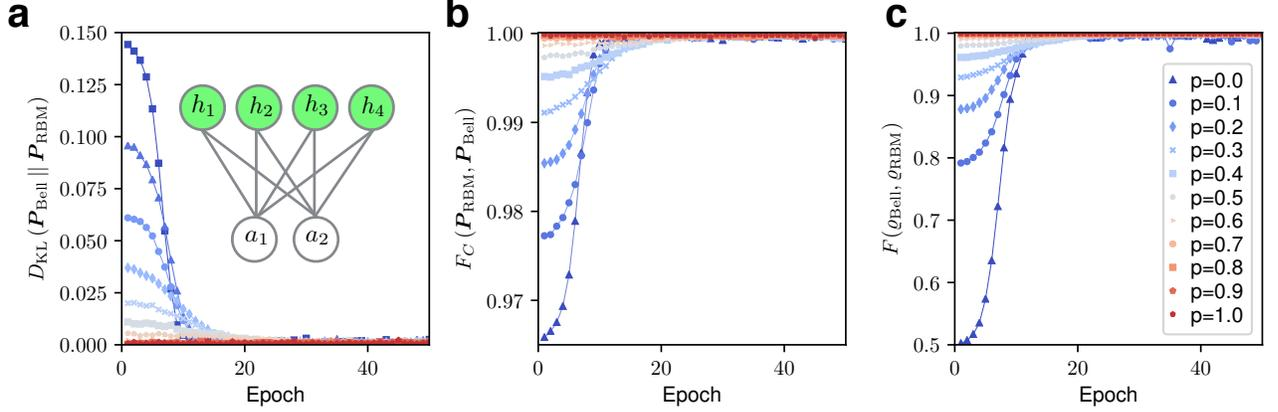 a
0.150
0.125
0.100
0.075
0.050
0.025
0.000
D_KL (P_Bell || P_RBM)
h1 h2 h3 h4
a1 a2
0 20 40
Epoch
b
1.00
0.99
0.98
0.97
F_C (P_RBM, P_Bell)
0 20 40
Epoch
c
1.0
0.9
0.8
0.7
0.6
0.5
F(ϱ_Bell, ϱ_RBM)
p=0.0
p=0.1
p=0.2
p=0.3
p=0.4
p=0.5
p=0.6
p=0.7
p=0.8
p=0.9
p=1.0
0 20 40
Epoch